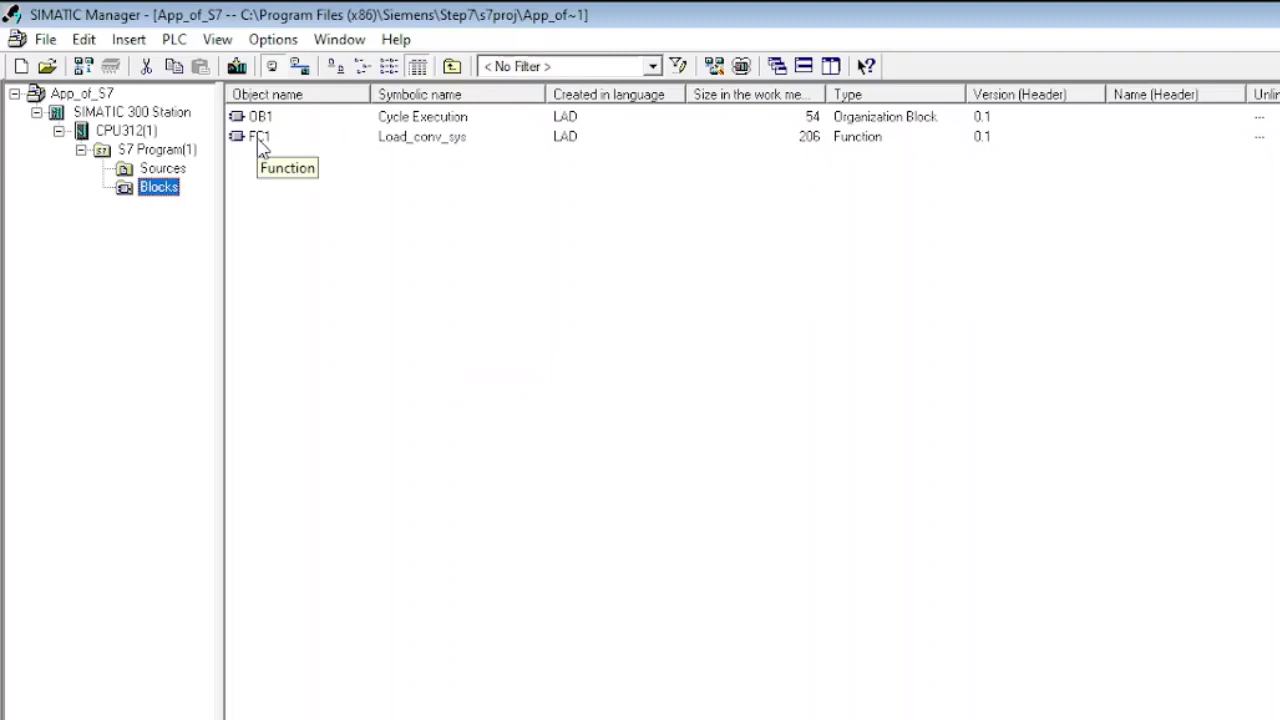 SIMATIC Manager - [App_of_S7 -- C:\Program Files (x86)\Siemens\Step7\s7proj\App_of~1]
File Edit Insert PLC View Options Window Help
< No Filter >
App_of_S7
SIMATIC 300 Station
CPU312(1)
S7 Program(1)
Sources
Blocks
Object name Symbolic name Created in language Size in the work me... Type Version (Header) Name (Header) Unlin
OB1 Cycle Execution LAD 54 Organization Block 0.1 ---
FC1 Load_conv_sys LAD 206 Function 0.1 ---
Function